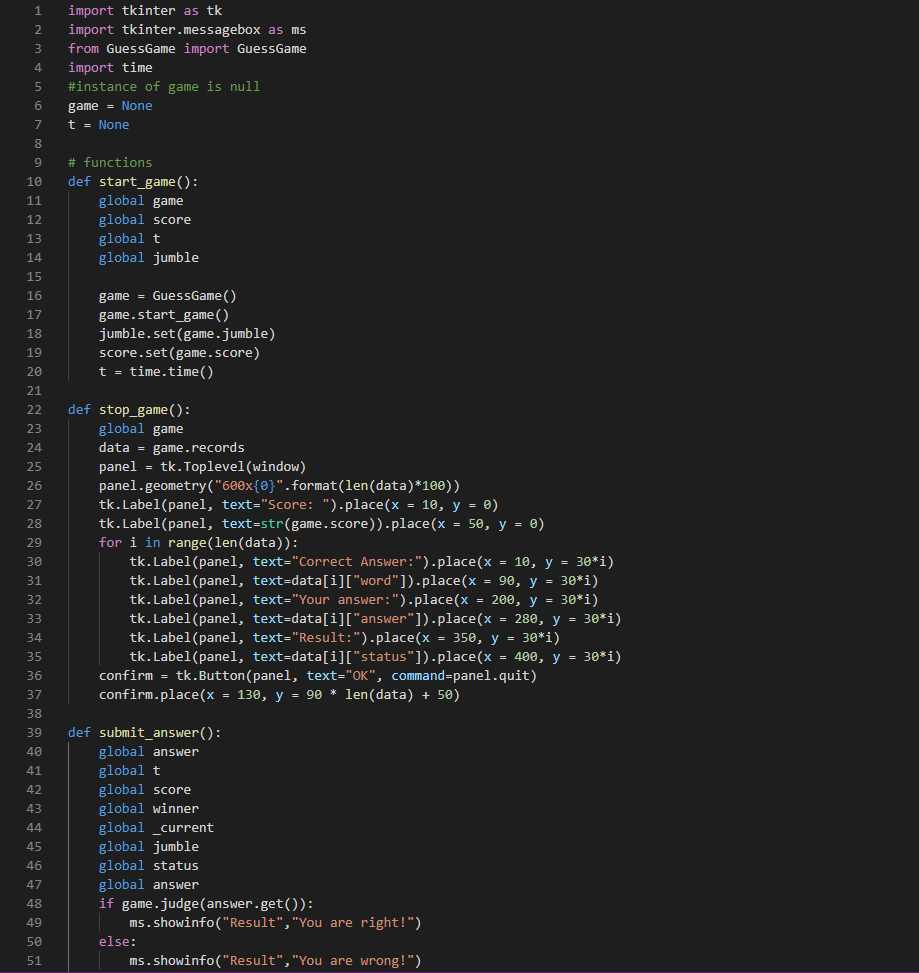 1 import tkinter as tk
2 import tkinter.messagebox as ms
3 from GuessGame import GuessGame
4 import time
5 #instance of game is null
6 game = None
7 t = None
8
9 # functions
10 def start_game():
11     global game
12     global score
13     global t
14     global jumble
15
16     game = GuessGame()
17     game.start_game()
18     jumble.set(game.jumble)
19     score.set(game.score)
20     t = time.time()
21
22 def stop_game():
23     global game
24     data = game.records
25     panel = tk.Toplevel(window)
26     panel.geometry("600x{0}".format(len(data)*100))
27     tk.Label(panel, text="Score: ").place(x = 10, y = 0)
28     tk.Label(panel, text=str(game.score)).place(x = 50, y = 0)
29     for i in range(len(data)):
30         tk.Label(panel, text="Correct Answer:").place(x = 10, y = 30*i)
31         tk.Label(panel, text=data[i]["word"]).place(x = 90, y = 30*i)
32         tk.Label(panel, text="Your answer:").place(x = 200, y = 30*i)
33         tk.Label(panel, text=data[i]["answer"]).place(x = 280, y = 30*i)
34         tk.Label(panel, text="Result:").place(x = 350, y = 30*i)
35         tk.Label(panel, text=data[i]["status"]).place(x = 400, y = 30*i)
36     confirm = tk.Button(panel, text="OK", command=panel.quit)
37     confirm.place(x = 130, y = 90 * len(data) + 50)
38
39 def submit_answer():
40     global answer
41     global t
42     global score
43     global winner
44     global _current
45     global jumble
46     global status
47     global answer
48     if game.judge(answer.get()):
49         ms.showinfo("Result","You are right!")
50     else:
51         ms.showinfo("Result","You are wrong!")